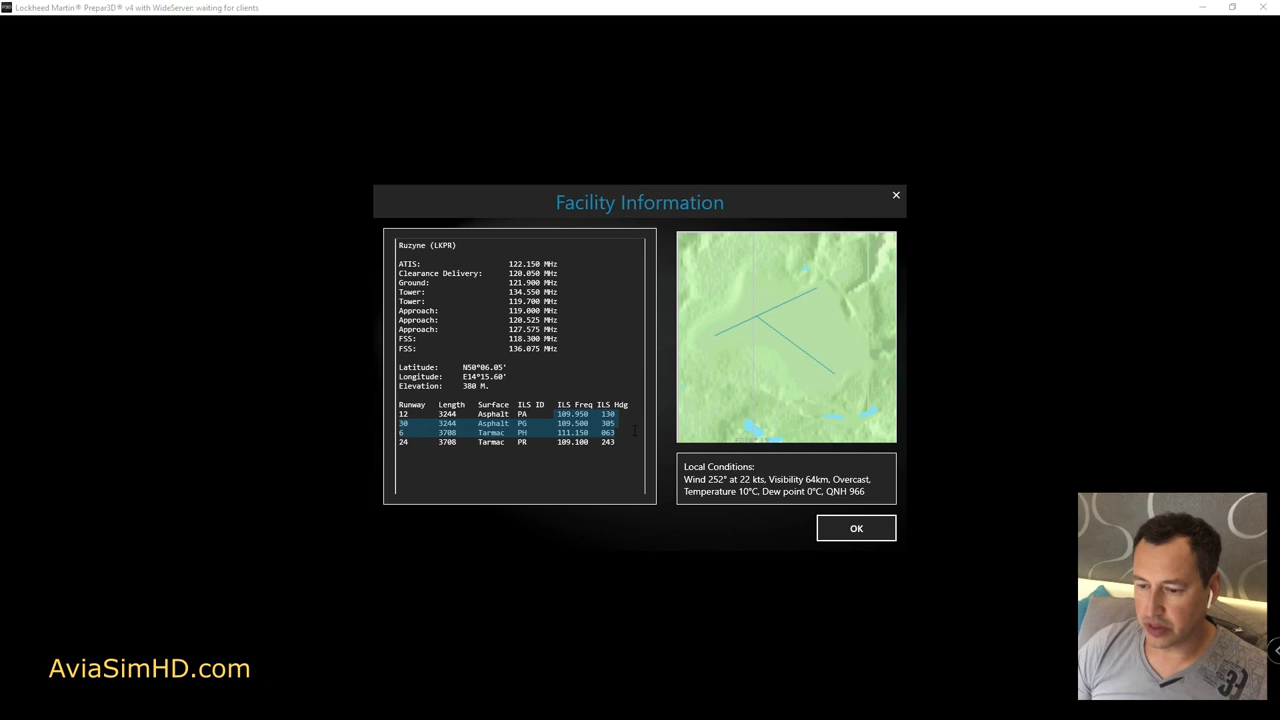 Lockheed Martin® Prepar3D® v4 with WideServer: waiting for clients
Facility Information
Ruzyne (LKPR)
ATIS: 122.150 MHz
Clearance Delivery: 120.050 MHz
Ground: 121.900 MHz
Tower: 134.550 MHz
Tower: 119.700 MHz
Approach: 119.000 MHz
Approach: 120.525 MHz
Approach: 127.575 MHz
FSS: 118.300 MHz
FSS: 136.075 MHz
Latitude: N50°06.05'
Longitude: E14°15.60'
Elevation: 380 M.
Runway Length Surface ILS ID ILS Freq ILS Hdg
12 3244 Asphalt PA 109.950 130
30 3244 Asphalt PG 109.500 305
6 3708 Tarmac PH 111.150 063
24 3708 Tarmac PR 109.100 243
Local Conditions:
Wind 252° at 22 kts, Visibility 64km, Overcast,
Temperature 10°C, Dew point 0°C, QNH 966
OK
AviaSimHD.com